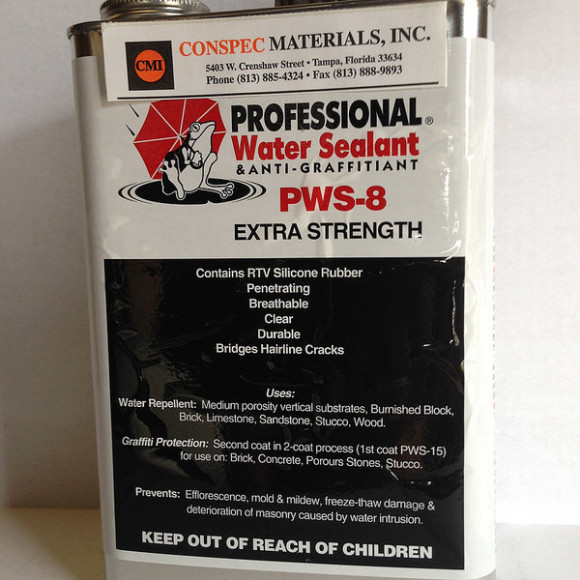 CMI
CONSPEC MATERIALS, INC.
5403 W. Crenshaw Street • Tampa, Florida 33634
Phone (813) 885-4324 • Fax (813) 888-9893
PROFESSIONAL®
Water Sealant
& ANTI-GRAFFITIANT
PWS-8
EXTRA STRENGTH
Contains RTV Silicone Rubber
Penetrating
Breathable
Clear
Durable
Bridges Hairline Cracks
Uses:
Water Repellent: Medium porosity vertical substrates, Burnished Block,
Brick, Limestone, Sandstone, Stucco, Wood.
Graffiti Protection: Second coat in 2-coat process (1st coat PWS-15)
for use on: Brick, Concrete, Porours Stones, Stucco.
Prevents: Efflorescence, mold & mildew, freeze-thaw damage &
deterioration of masonry caused by water intrusion.
KEEP OUT OF REACH OF CHILDREN